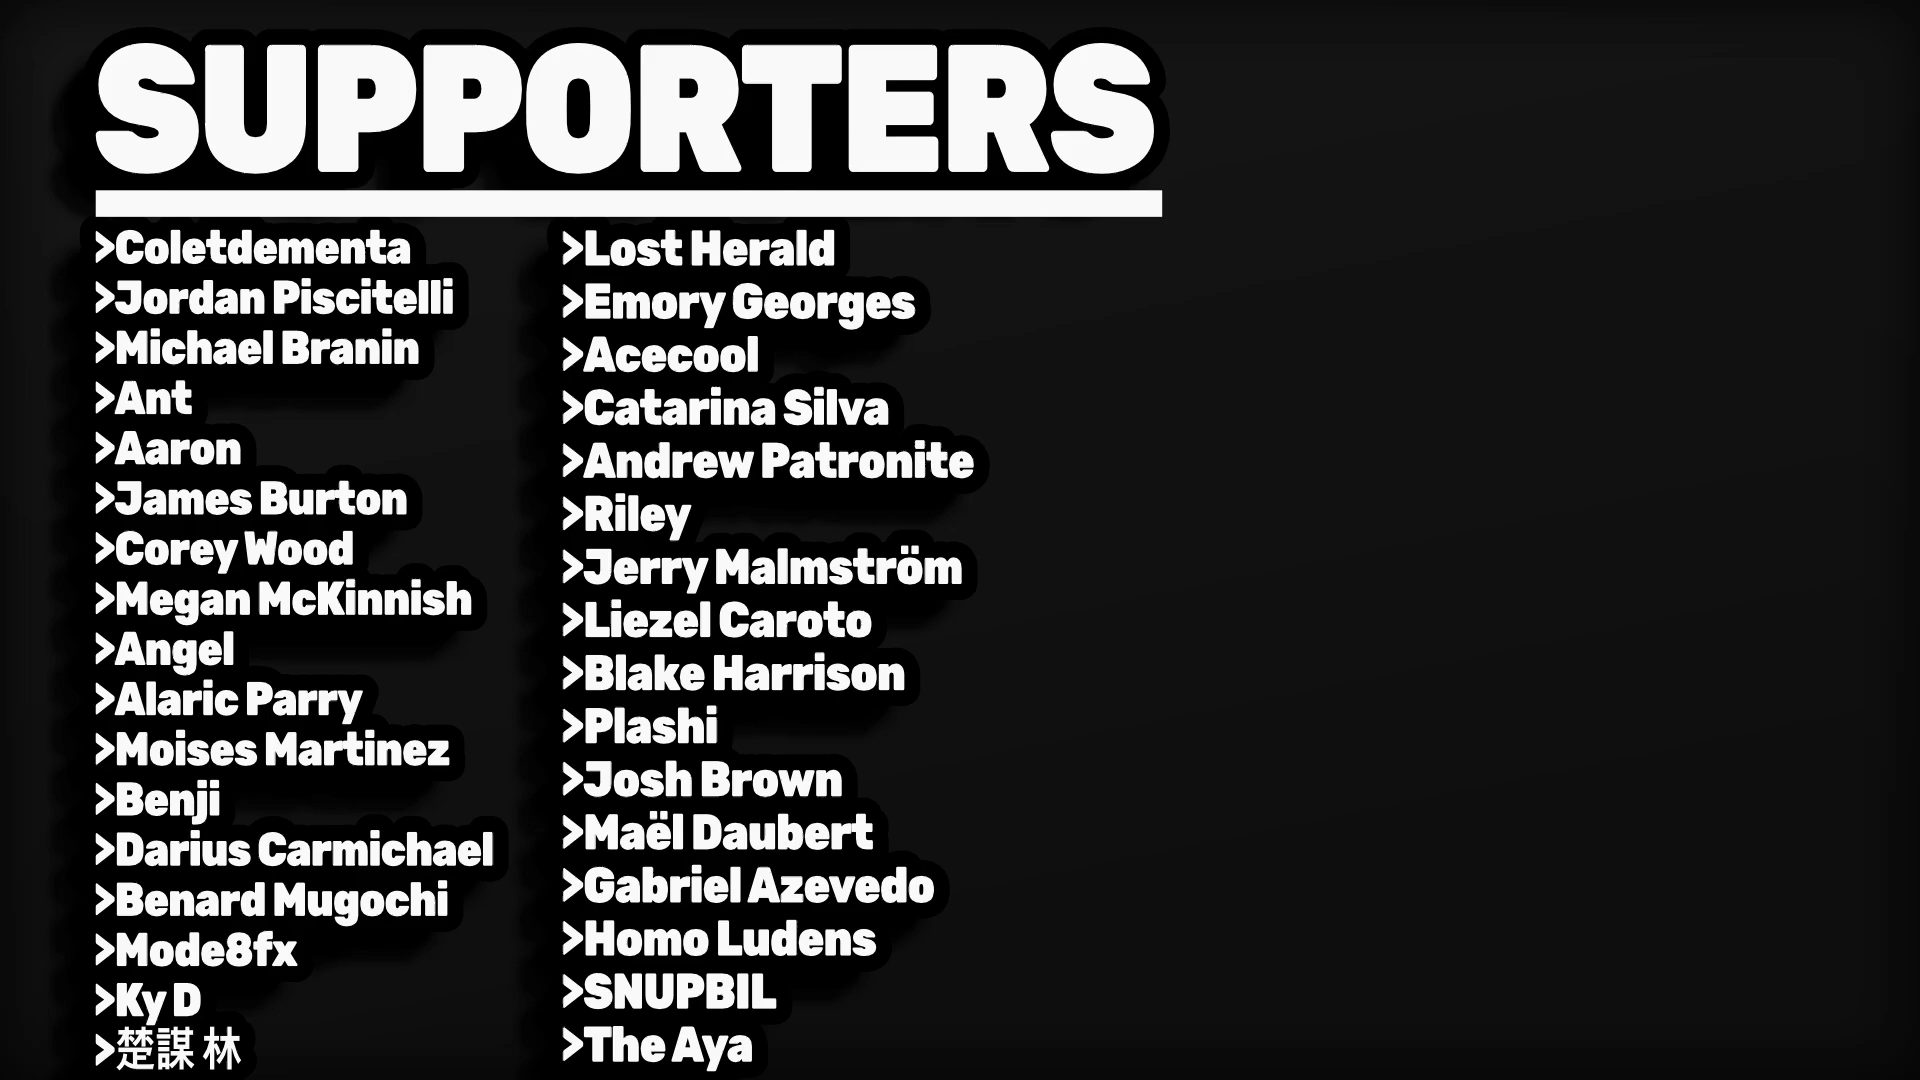 SUPPORTERS
>Coletdementa
>Jordan Piscitelli
>Michael Branin
>Ant
>Aaron
>James Burton
>Corey Wood
>Megan McKinnish
>Angel
>Alaric Parry
>Moises Martinez
>Benji
>Darius Carmichael
>Benard Mugochi
>Mode8fx
>Ky D
>楚謀 林
>Lost Herald
>Emory Georges
>Acecool
>Catarina Silva
>Andrew Patronite
>Riley
>Jerry Malmström
>Liezel Caroto
>Blake Harrison
>Plashi
>Josh Brown
>Maël Daubert
>Gabriel Azevedo
>Homo Ludens
>SNUPBIL
>The Aya